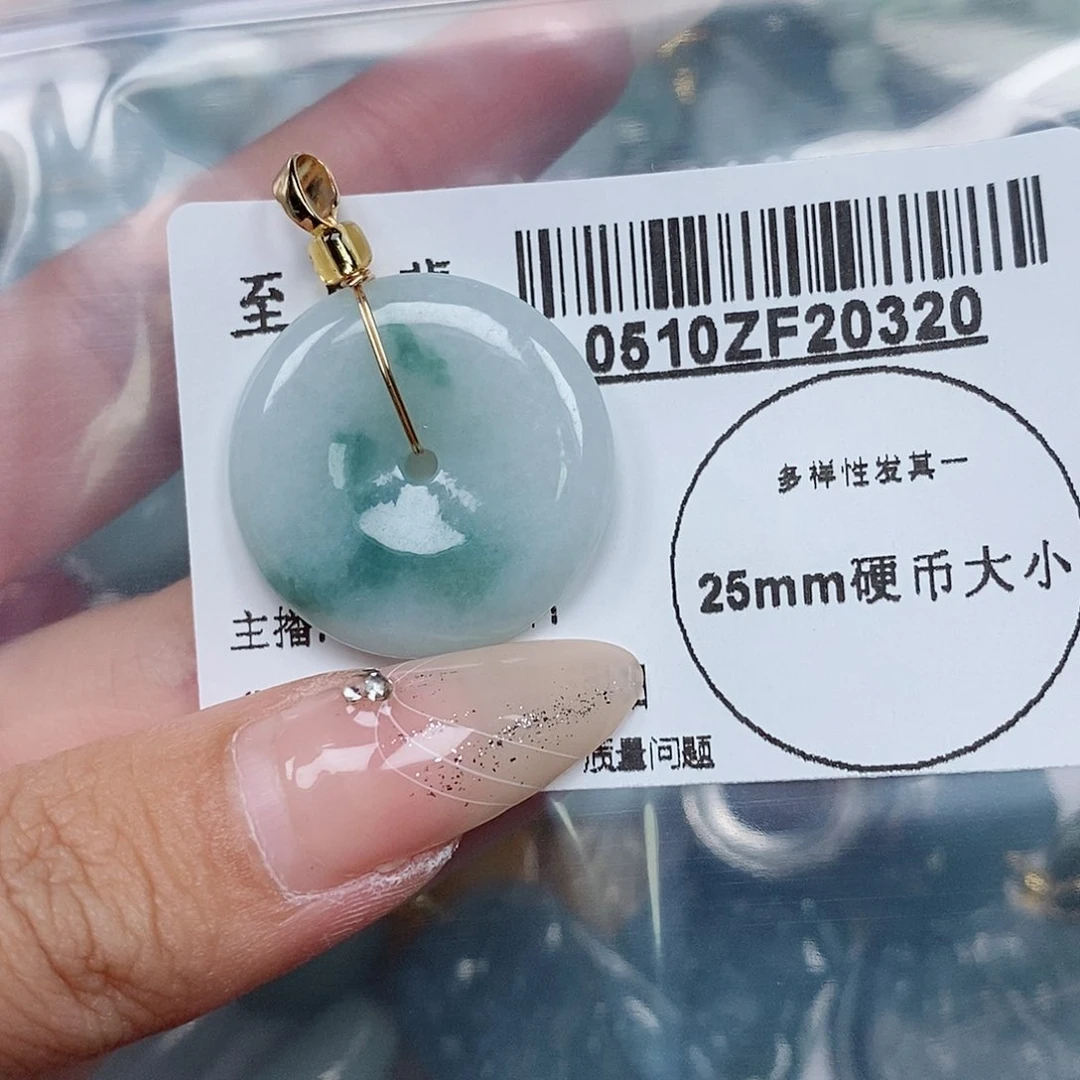 至
0510ZF20320
多样性发其一
25mm硬币大小
主播
质量问题